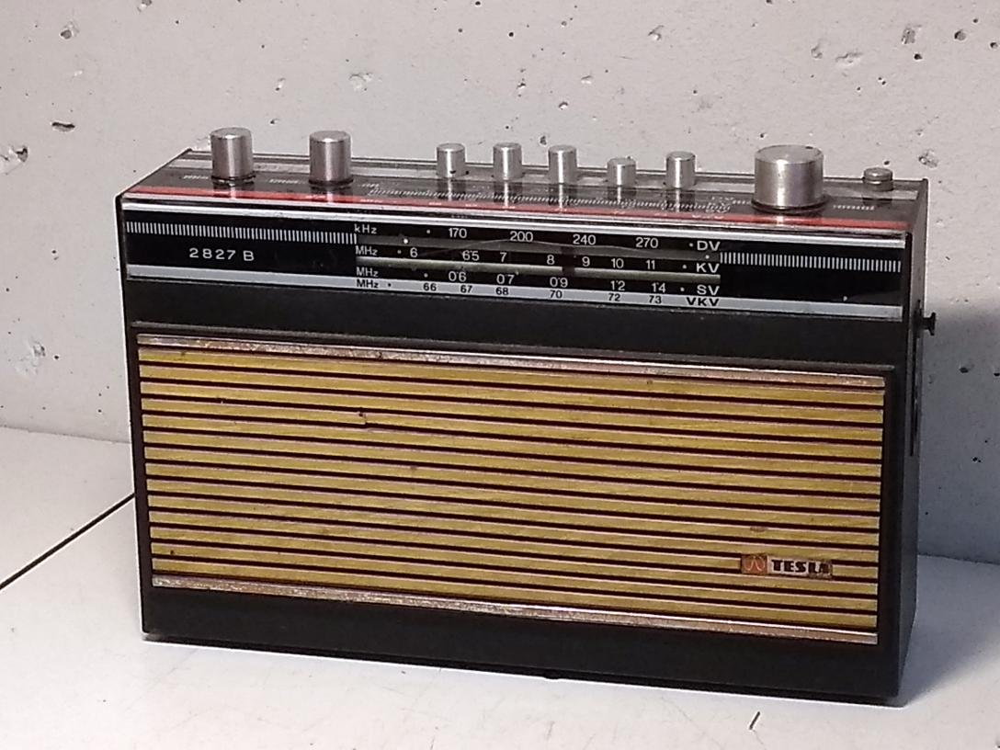 2827 B
kHz 170 200 240 270 DV
MHz 6 6'5 7 8 9 10 11 KV
MHz 0'6 0'7 0'9 1'2 1'4 SV
MHz 66 67 68 70 72 73 VKV
TESLA